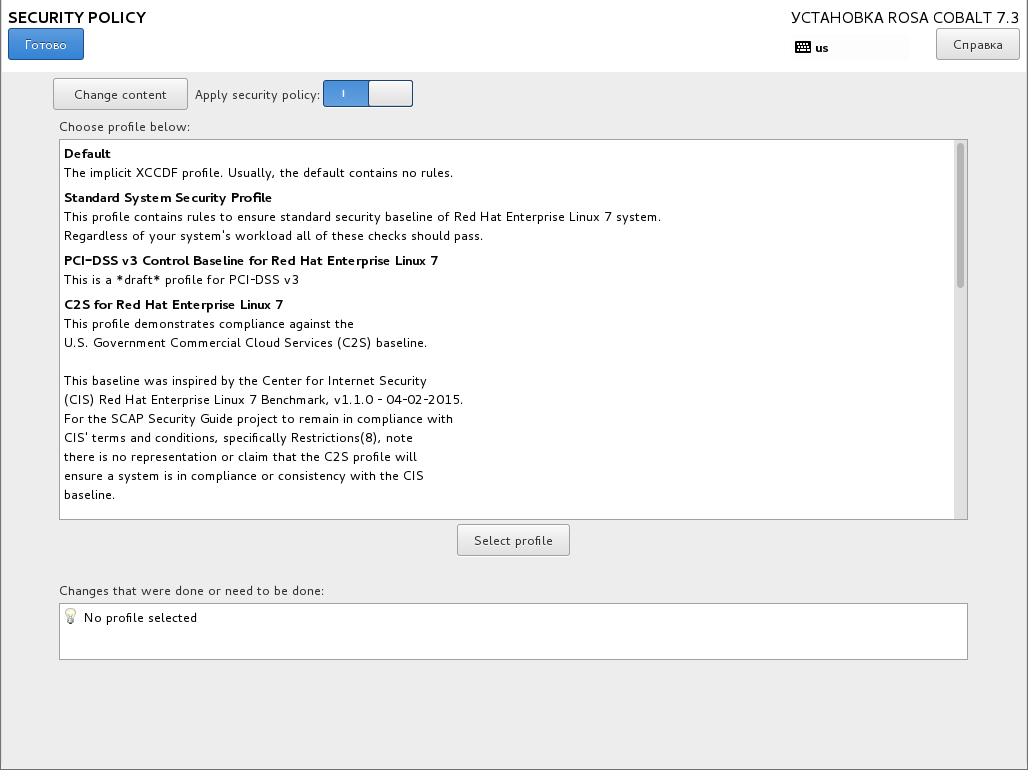 SECURITY POLICY
УСТАНОВКА ROSA COBALT 7.3
Готово
us
Справка
Change content
Apply security policy:
Choose profile below:
Default
The implicit XCCDF profile. Usually, the default contains no rules.
Standard System Security Profile
This profile contains rules to ensure standard security baseline of Red Hat Enterprise Linux 7 system.
Regardless of your system's workload all of these checks should pass.
PCI-DSS v3 Control Baseline for Red Hat Enterprise Linux 7
This is a *draft* profile for PCI-DSS v3
C2S for Red Hat Enterprise Linux 7
This profile demonstrates compliance against the
U.S. Government Commercial Cloud Services (C2S) baseline.
This baseline was inspired by the Center for Internet Security
(CIS) Red Hat Enterprise Linux 7 Benchmark, v1.1.0 - 04-02-2015.
For the SCAP Security Guide project to remain in compliance with
CIS' terms and conditions, specifically Restrictions(8), note
there is no representation or claim that the C2S profile will
ensure a system is in compliance or consistency with the CIS
baseline.
Select profile
Changes that were done or need to be done:
No profile selected